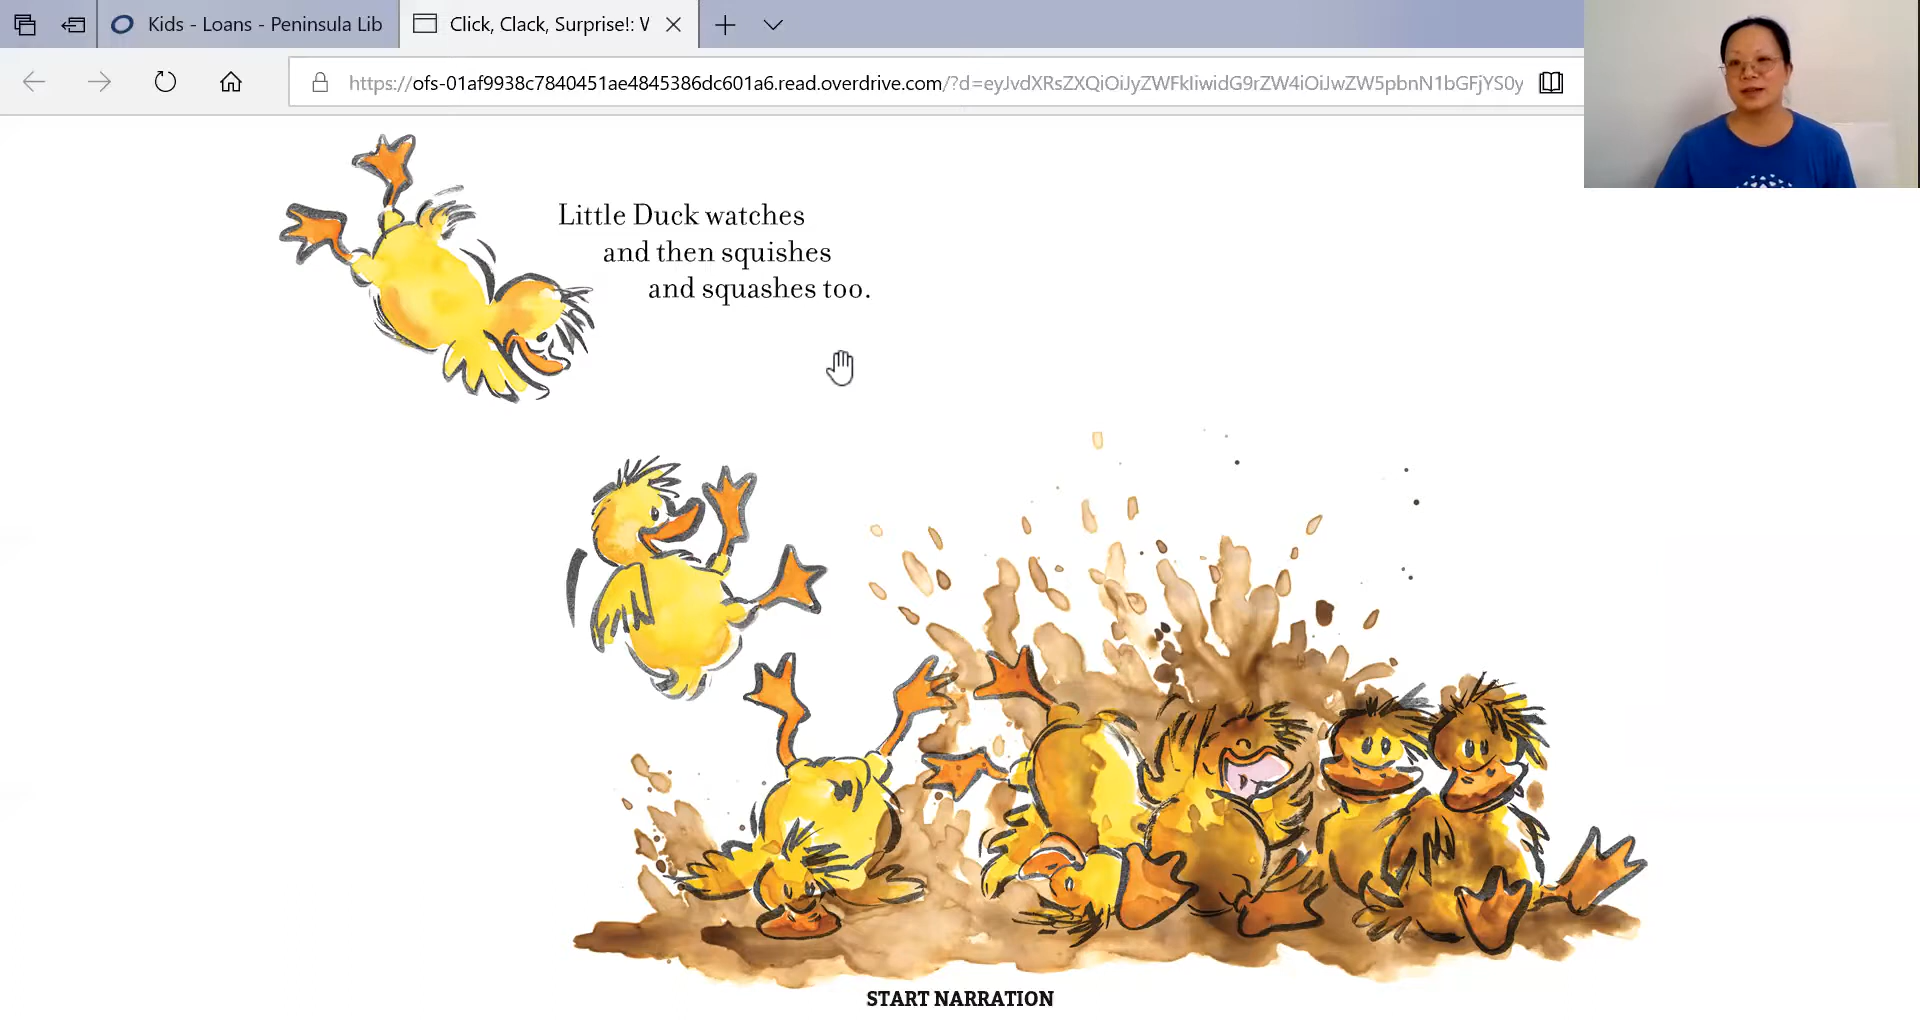 Kids - Loans - Peninsula Lib
Click, Clack, Surprise!: V
https://ofs-01af9938c7840451ae4845386dc601a6.read.overdrive.com/?d=eyJvdXRsZXQiOiJyZWFkIiwidG9rZW4iOiJwZW5pbnN1bGFjYS0y
Little Duck watches
and then squishes
and squashes too.
START NARRATION